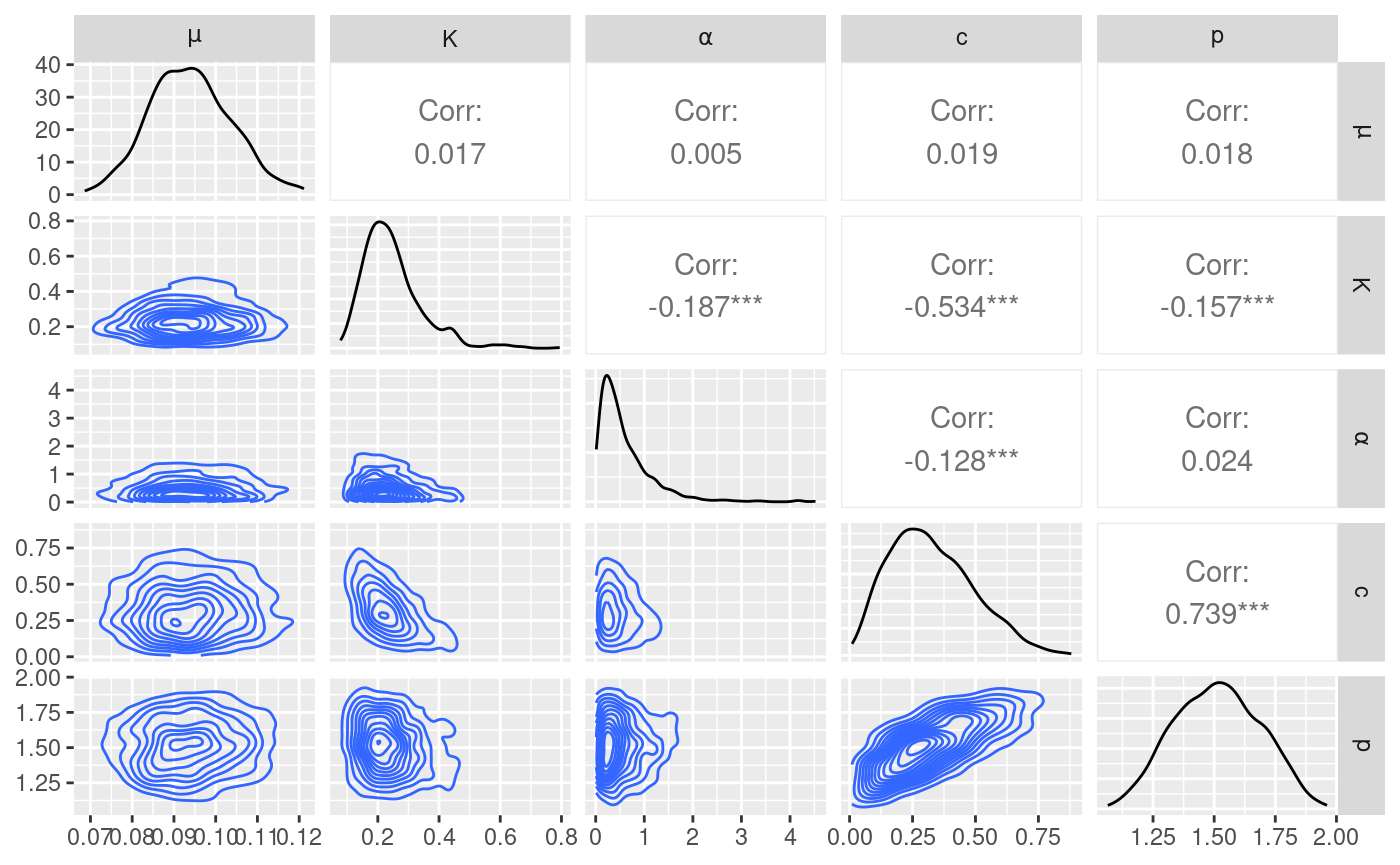 μ K α c p
40
30
20
10
0
Corr:
0.017
Corr:
0.005
Corr:
0.019
Corr:
0.018
μ
0.8
0.6
0.4
0.2
Corr:
-0.187***
Corr:
-0.534***
Corr:
-0.157***
K
4
3
2
1
0
Corr:
-0.128***
Corr:
0.024
α
0.75
0.50
0.25
0.00
Corr:
0.739***
c
2.00
1.75
1.50
1.25
p
0.07 0.08 0.09 0.10 0.11 0.12 0.2 0.4 0.6 0.8 0 1 2 3 4 0.00 0.25 0.50 0.75 1.25 1.50 1.75 2.00